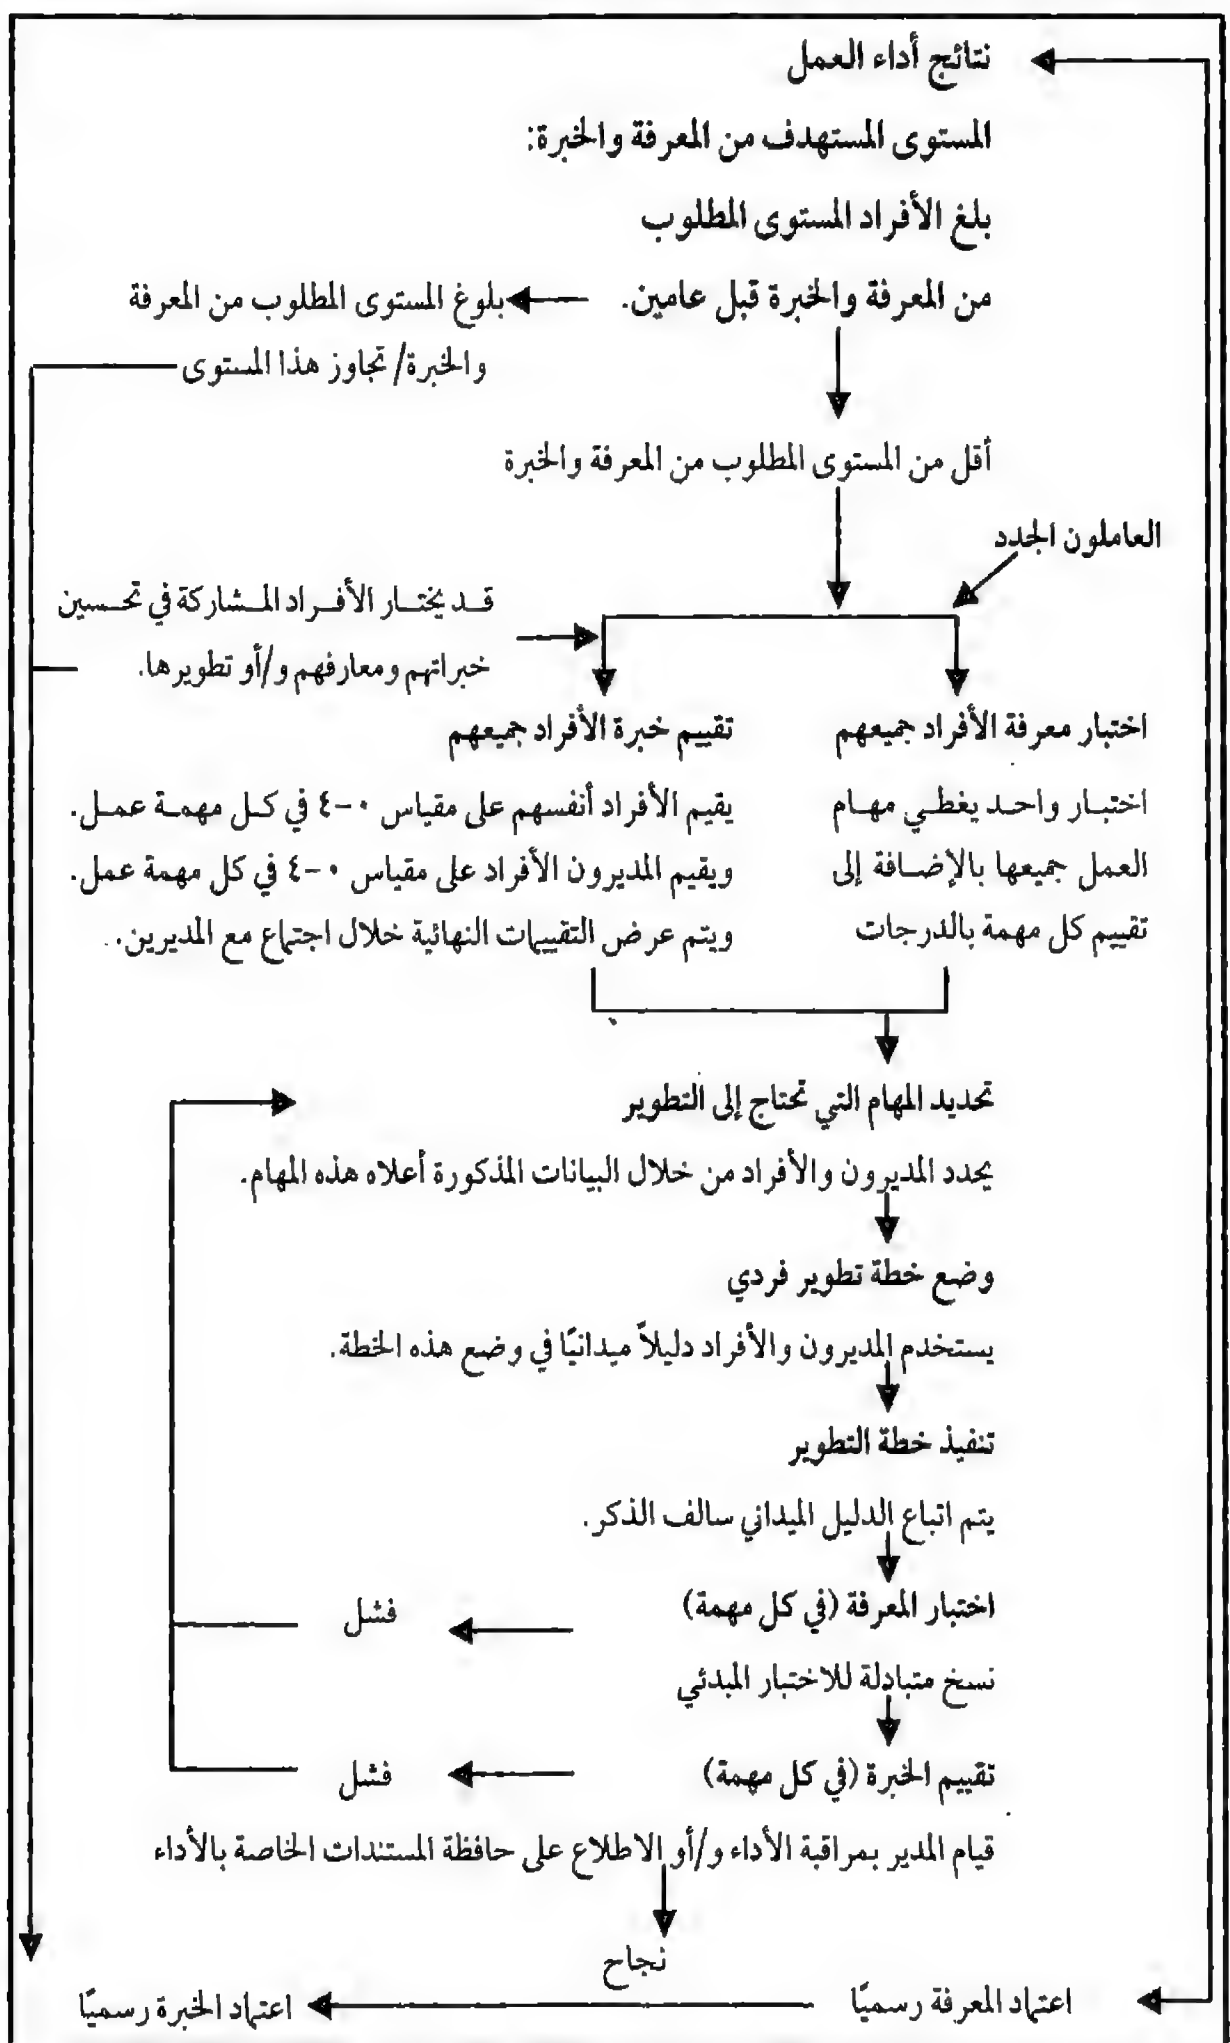 نتائج أداء العمل
المستوى المستهدف من المعرفة والخبرة:
بلغ الأفراد المستوى المطلوب
من المعرفة والخبرة قبل عامين.
بلوغ المستوى المطلوب من المعرفة
والخبرة/ تجاوز هذا المستوى
أقل من المستوى المطلوب من المعرفة والخبرة
العاملون الجدد
قد يختار الأفراد المشاركة في تحسين
خبراتهم ومعارفهم و/أو تطويرها.
اختبار معرفة الأفراد جميعهم
اختبار واحد يغطي مهام
العمل جميعها بالإضافة إلى
تقييم كل مهمة بالدرجات
تقييم خبرة الأفراد جميعهم
يقيم الأفراد أنفسهم على مقياس ٠-٤ في كل مهمة عمل.
ويقيم المديرون الأفراد على مقياس ٠-٤ في كل مهمة عمل.
ويتم عرض التقييمات النهائية خلال اجتماع مع المديرين.
تحديد المهام التي تحتاج إلى التطوير
يحدد المديرون والأفراد من خلال البيانات المذكورة أعلاه هذه المهام.
وضع خطة تطوير فردي
يستخدم المديرون والأفراد دليلاً ميدانيًا في وضع هذه الخطة.
تنفيذ خطة التطوير
يتم اتباع الدليل الميداني سالف الذكر.
اختبار المعرفة (في كل مهمة)
فشل
نسخ متبادلة للاختبار المبدئي
تقييم الخبرة (في كل مهمة)
فشل
قيام المدير بمراقبة الأداء و/أو الاطلاع على حافظة المستندات الخاصة بالأداء
نجاح
اعتماد المعرفة رسميًا
اعتماد الخبرة رسميًا